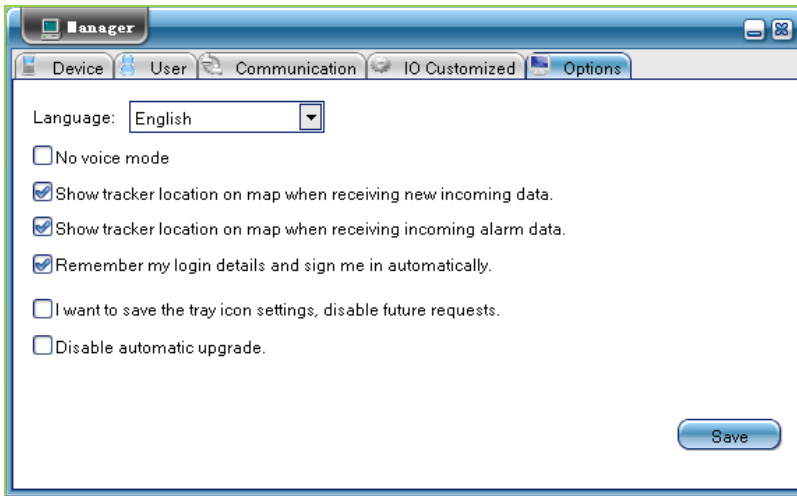 Manager
Device User Communication IO Customized Options
Language: English
No voice mode
Show tracker location on map when receiving new incoming data.
Show tracker location on map when receiving incoming alarm data.
Remember my login details and sign me in automatically.
I want to save the tray icon settings, disable future requests.
Disable automatic upgrade.
Save